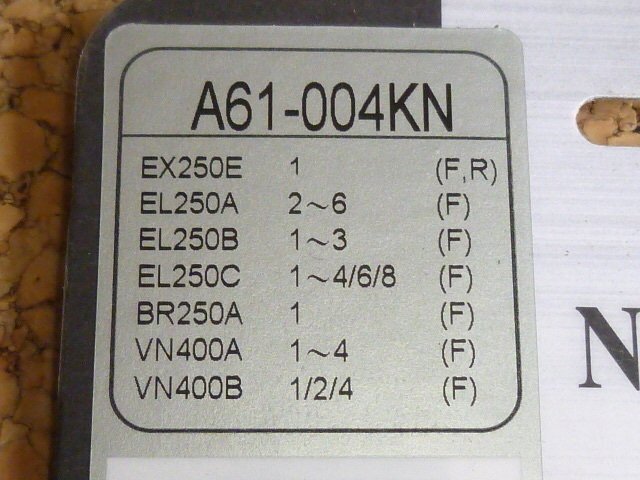 A61-004KN
EX250E 1 (F,R)
EL250A 2~6 (F)
EL250B 1~3 (F)
EL250C 1~4/6/8 (F)
BR250A 1 (F)
VN400A 1~4 (F)
VN400B 1/2/4 (F)
N